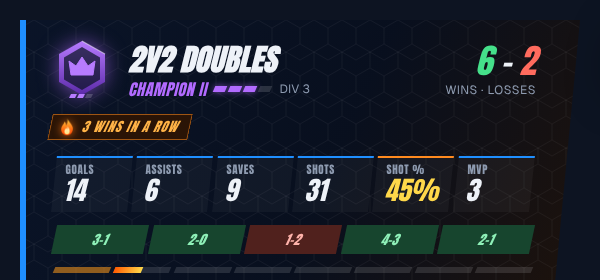 2V2 DOUBLES
6 - 2
CHAMPION II DIV 3
WINS · LOSSES
3 WINS IN A ROW
GOALS ASSISTS SAVES SHOTS SHOT % MVP
14 6 9 31 45% 3
3-1 2-0 1-2 4-3 2-1